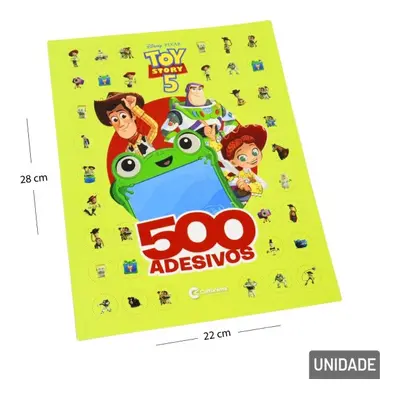 Disney PIXAR
TOY
STORY
5
28 cm
500
ADESIVOS
Culturama
22 cm
UNIDADE